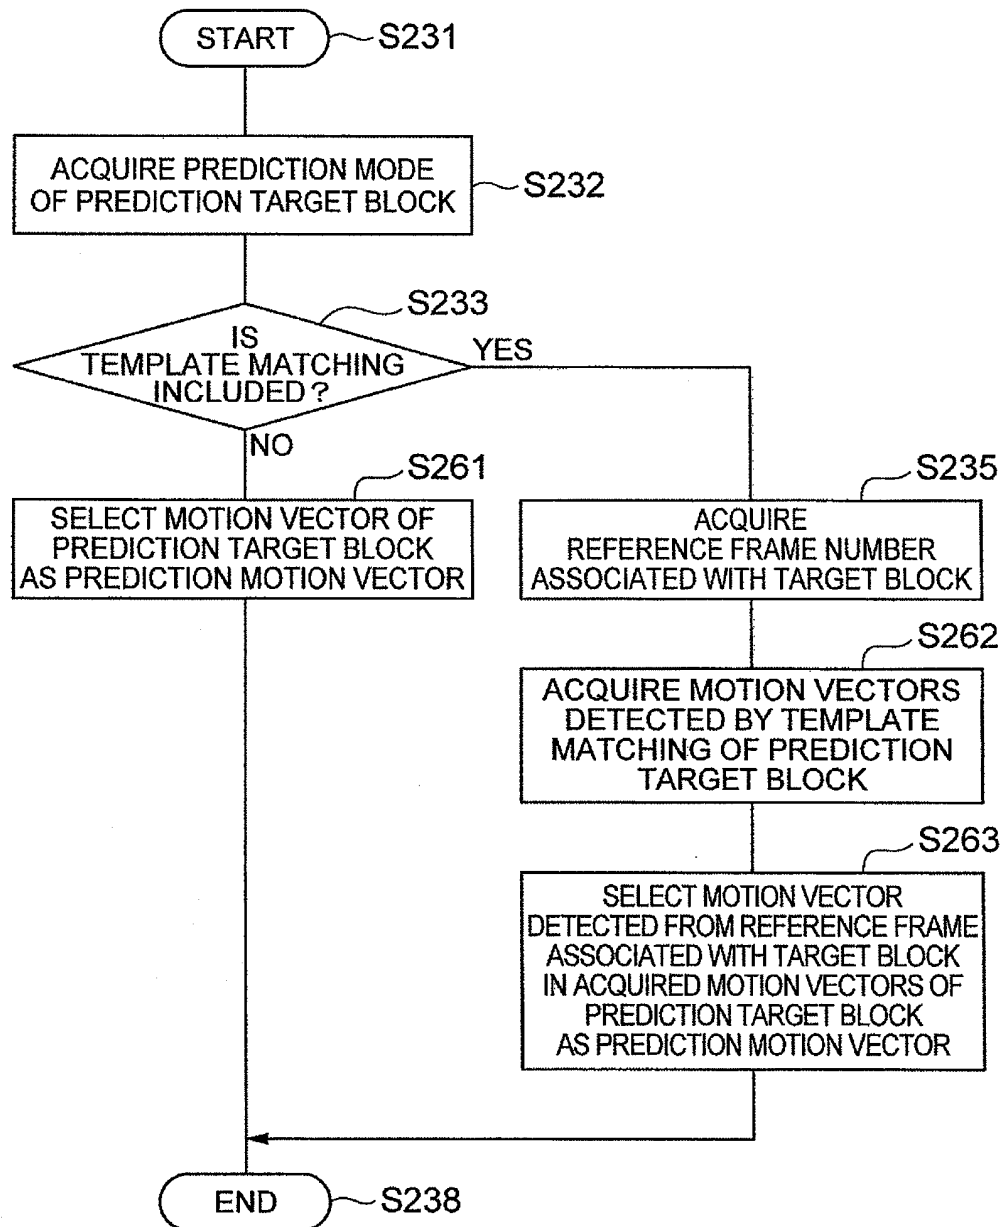 START
S231
ACQUIRE PREDICTION MODE
OF PREDICTION TARGET BLOCK
S232
S233
IS
TEMPLATE MATCHING
INCLUDED?
YES
NO
S261
SELECT MOTION VECTOR OF
PREDICTION TARGET BLOCK
AS PREDICTION MOTION VECTOR
S235
ACQUIRE
REFERENCE FRAME NUMBER
ASSOCIATED WITH TARGET BLOCK
S262
ACQUIRE MOTION VECTORS
DETECTED BY TEMPLATE
MATCHING OF PREDICTION
TARGET BLOCK
S263
SELECT MOTION VECTOR
DETECTED FROM REFERENCE FRAME
ASSOCIATED WITH TARGET BLOCK
IN ACQUIRED MOTION VECTORS OF
PREDICTION TARGET BLOCK
AS PREDICTION MOTION VECTOR
END
S238